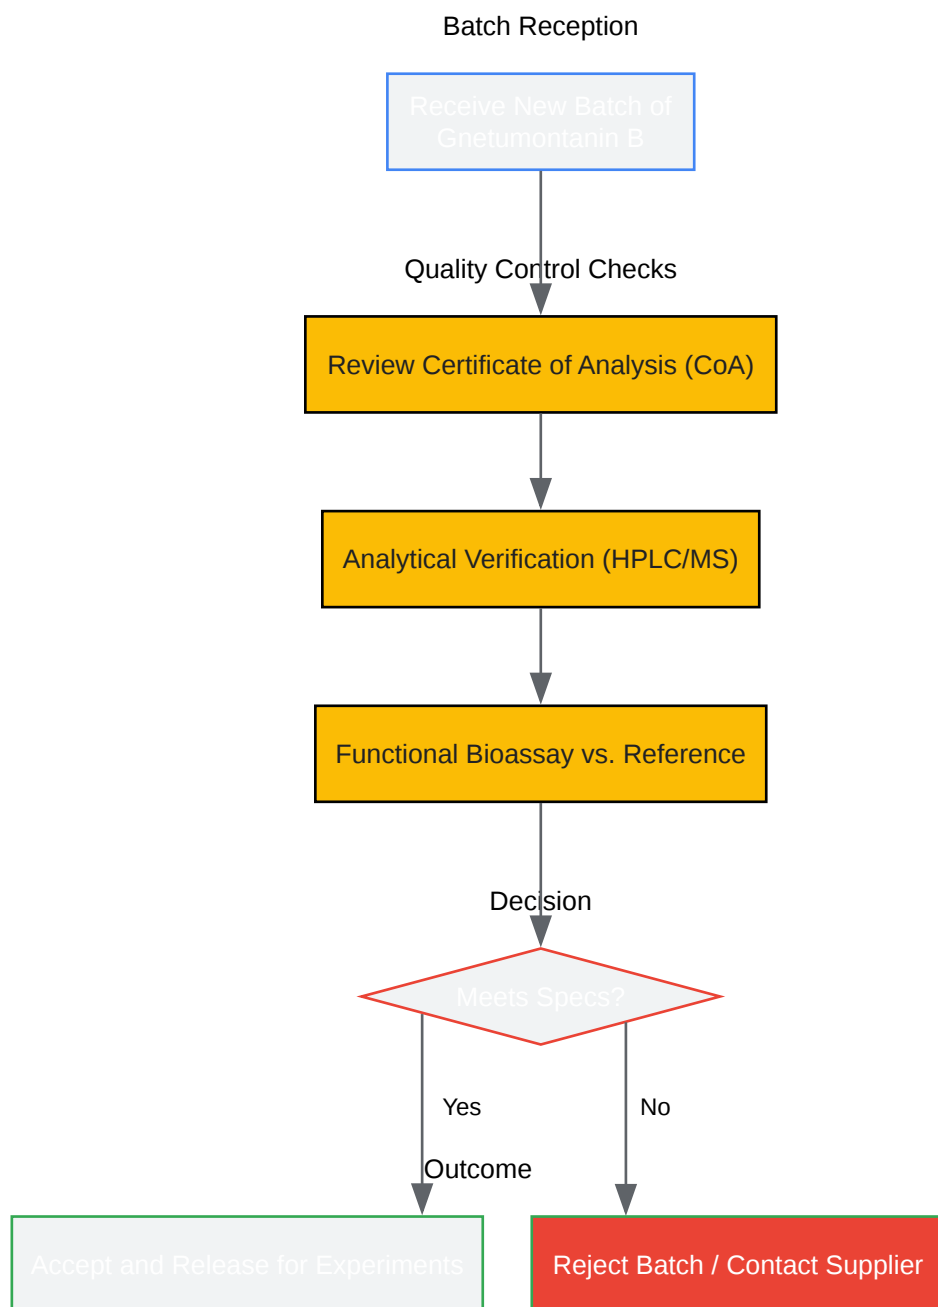 Batch Reception
Receive New Batch of
Gnetumontanin B
Quality Control Checks
Review Certificate of Analysis (CoA)
Analytical Verification (HPLC/MS)
Functional Bioassay vs. Reference
Decision
Meets Specs?
Yes
No
Outcome
Accept and Release for Experiments
Reject Batch / Contact Supplier